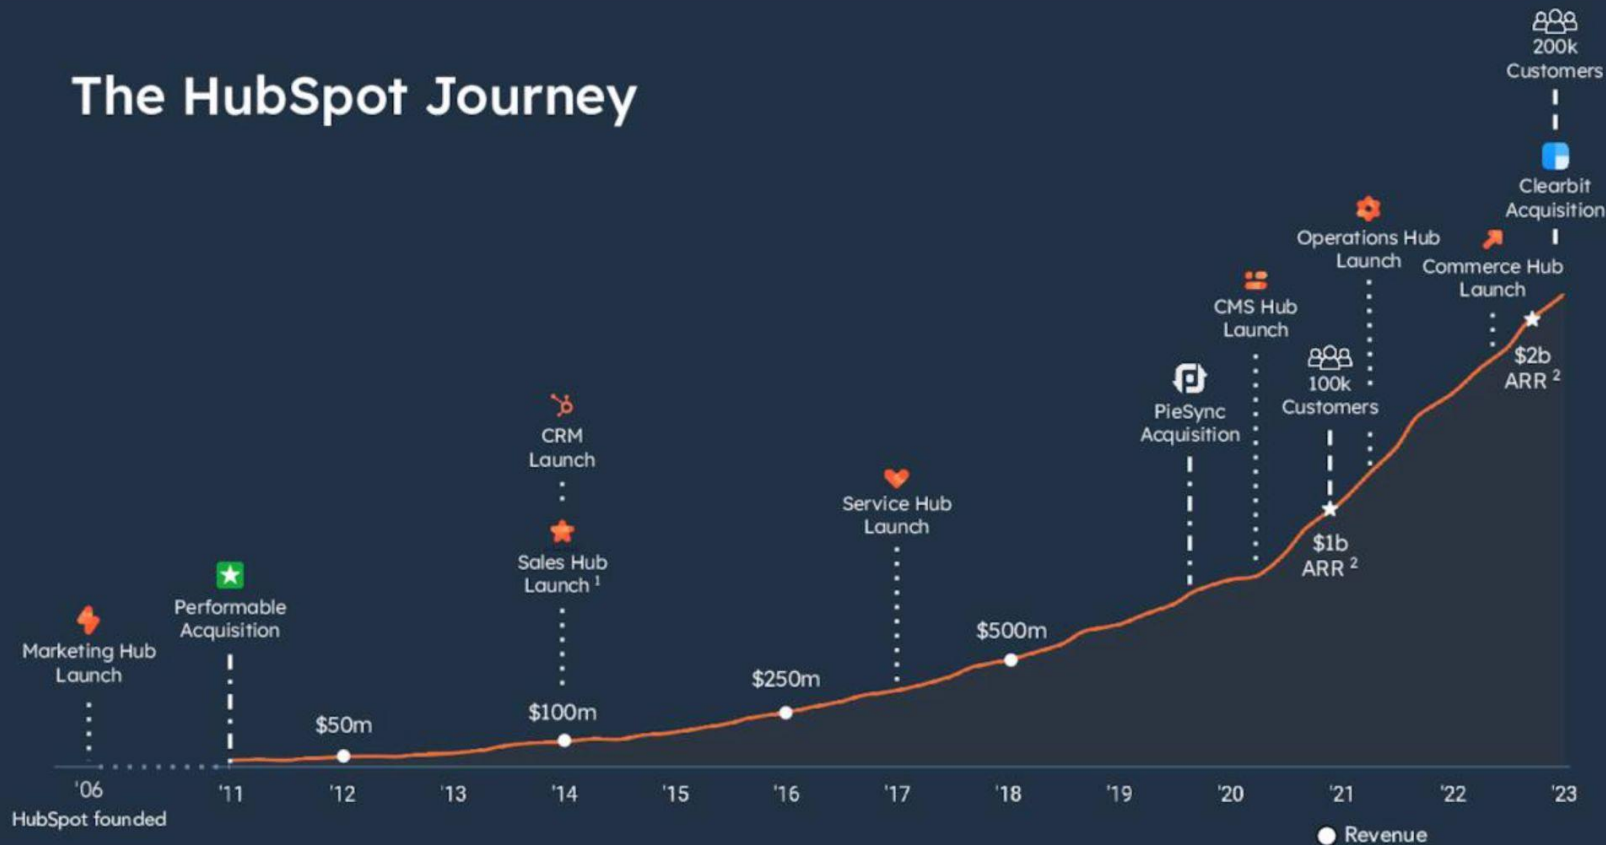 The HubSpot Journey
200k
Customers
Clearbit
Acquisition
Operations Hub
Launch
Commerce Hub
Launch
CMS Hub
Launch
$2b
ARR 2
100k
Customers
PieSync
Acquisition
CRM
Launch
Service Hub
Launch
$1b
ARR 2
Sales Hub
Launch 1
Performable
Acquisition
Marketing Hub
Launch
$50m
$100m
$250m
$500m
'06
'11
'12
'13
'14
'15
'16
'17
'18
'19
'20
'21
'22
'23
HubSpot founded
Revenue